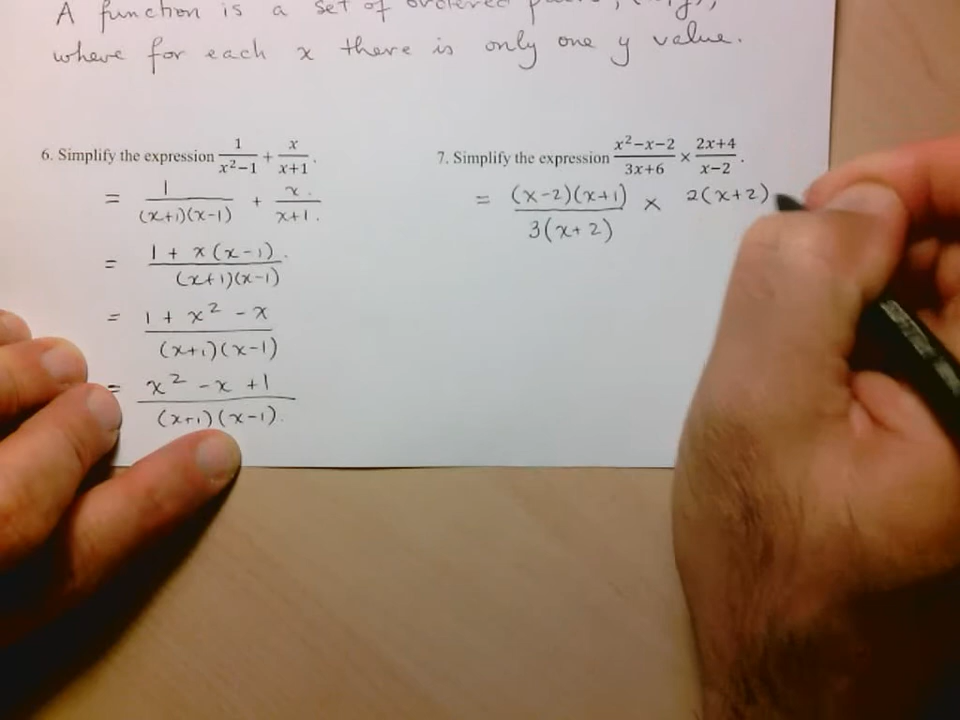 A function is a set of ordered
where for each x there is only one y value.
6. Simplify the expression 1/(x²−1) + x/(x+1).
= 1/((x+1)(x-1)) + x/(x+1).
= (1 + x(x-1))/((x+1)(x-1))
= (1 + x² - x)/((x+1)(x-1))
= (x² - x + 1)/((x+1)(x-1)).
7. Simplify the expression (x²−x−2)/(3x+6) × (2x+4)/(x−2).
= ((x-2)(x+1))/(3(x+2)) × 2(x+2)